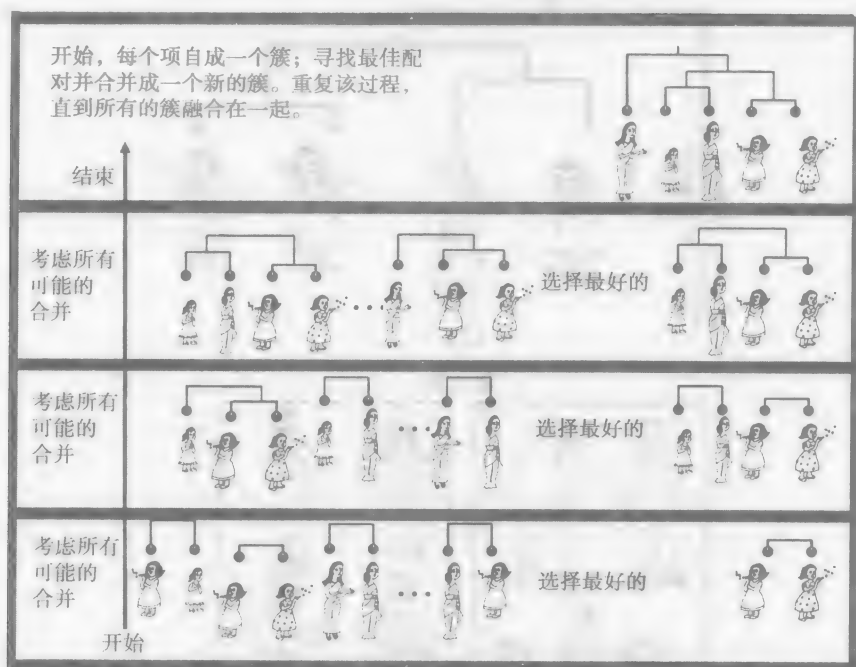 开始，每个项自成一个簇；寻找最佳配
对并合并成一个新的簇。重复该过程，
直到所有的簇融合在一起。
结束
考虑所有
可能的
合并
选择最好的
考虑所有
可能的
合并
选择最好的
考虑所有
可能的
合并
选择最好的
开始